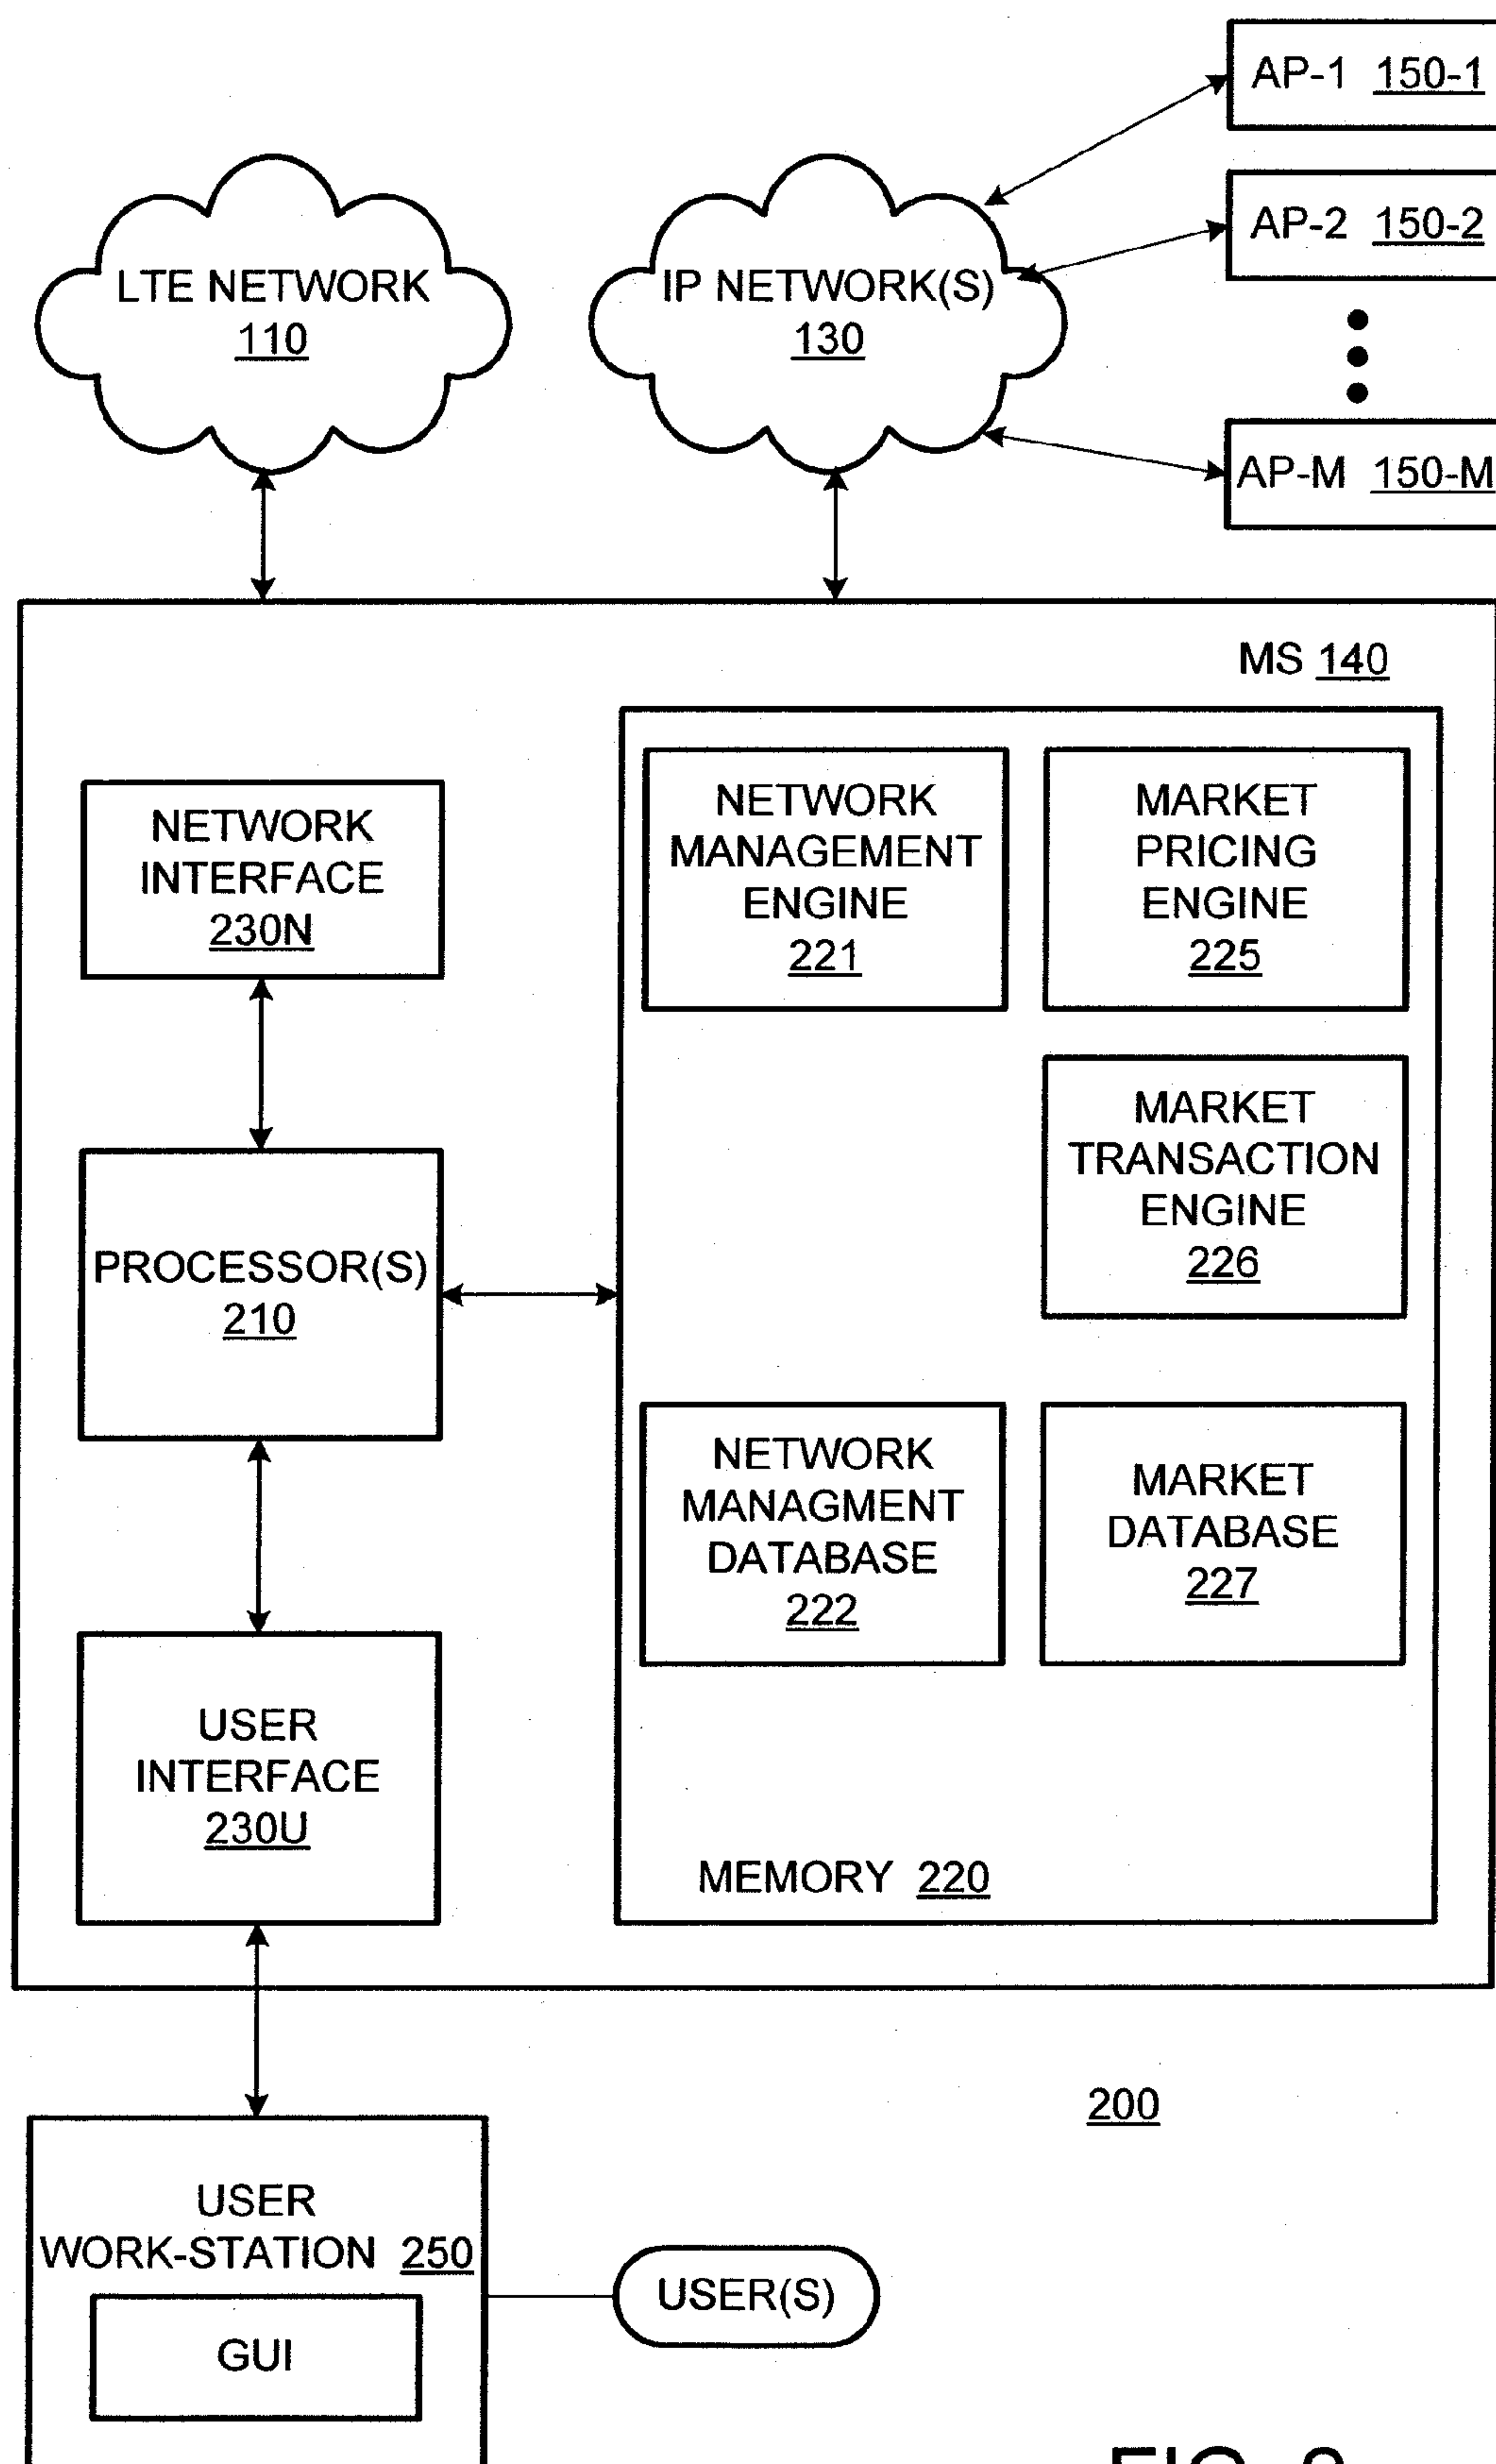 AP-1 150-1
AP-2 150-2
AP-M 150-M
LTE NETWORK
110
IP NETWORK(S)
130
MS 140
NETWORK
INTERFACE
230N
PROCESSOR(S)
210
USER
INTERFACE
230U
NETWORK
MANAGEMENT
ENGINE
221
MARKET
PRICING
ENGINE
225
MARKET
TRANSACTION
ENGINE
226
NETWORK
MANAGMENT
DATABASE
222
MARKET
DATABASE
227
MEMORY 220
200
USER
WORK-STATION 250
GUI
USER(S)